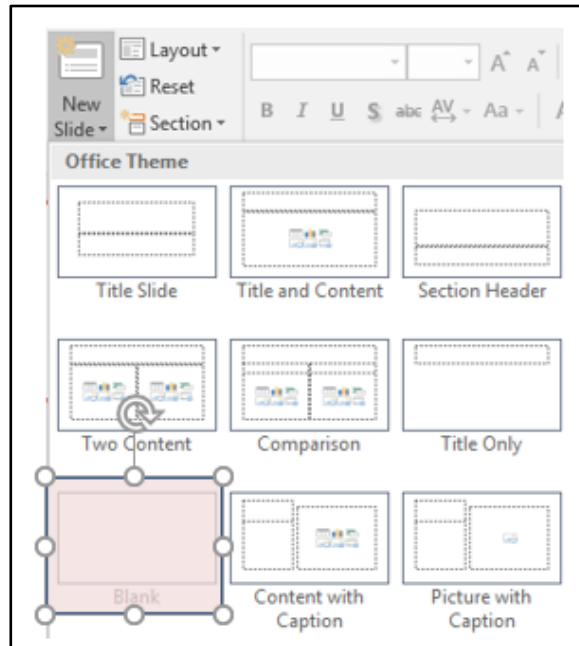 Layout
Reset
New
Slide
Section
B I U S abc AV Aa A
A A
Office Theme
Title Slide Title and Content Section Header
Two Content Comparison Title Only
Blank Content with Caption Picture with Caption